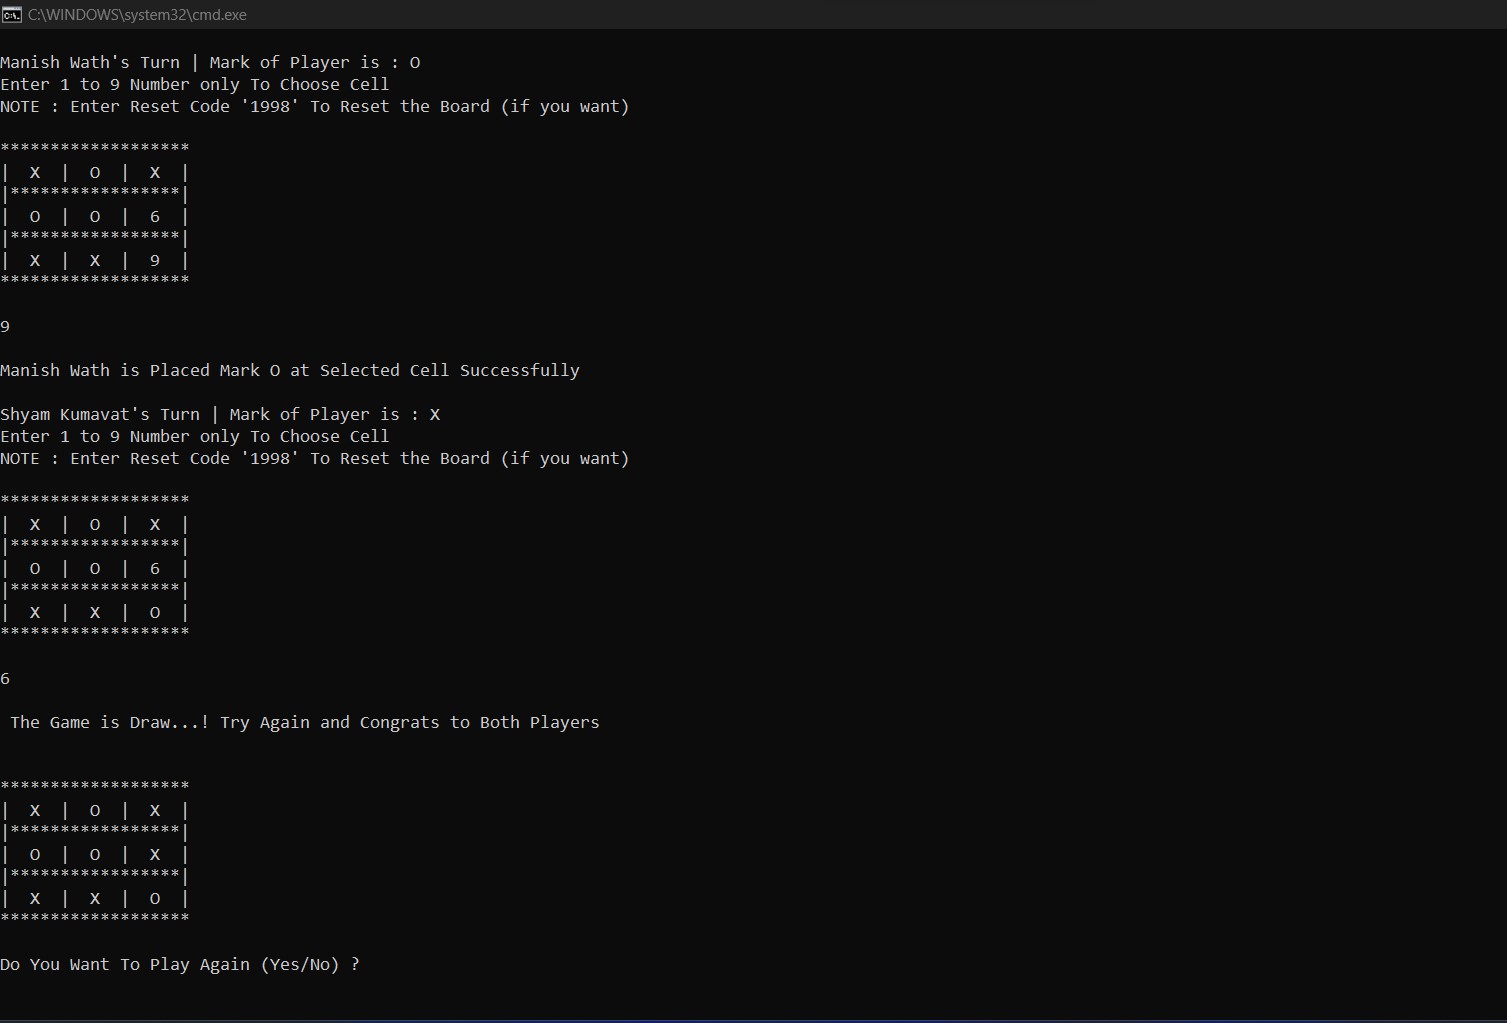 C:\WINDOWS\system32\cmd.exe
Manish Wath's Turn | Mark of Player is : O
Enter 1 to 9 Number only To Choose Cell
NOTE : Enter Reset Code '1998' To Reset the Board (if you want)
*******************
|  X  |  O  |  X  |
|*****************|
|  O  |  O  |  6  |
|*****************|
|  X  |  X  |  9  |
*******************
9
Manish Wath is Placed Mark O at Selected Cell Successfully
Shyam Kumavat's Turn | Mark of Player is : X
Enter 1 to 9 Number only To Choose Cell
NOTE : Enter Reset Code '1998' To Reset the Board (if you want)
*******************
|  X  |  O  |  X  |
|*****************|
|  O  |  O  |  6  |
|*****************|
|  X  |  X  |  O  |
*******************
6
The Game is Draw...! Try Again and Congrats to Both Players
*******************
|  X  |  O  |  X  |
|*****************|
|  O  |  O  |  X  |
|*****************|
|  X  |  X  |  O  |
*******************
Do You Want To Play Again (Yes/No) ?